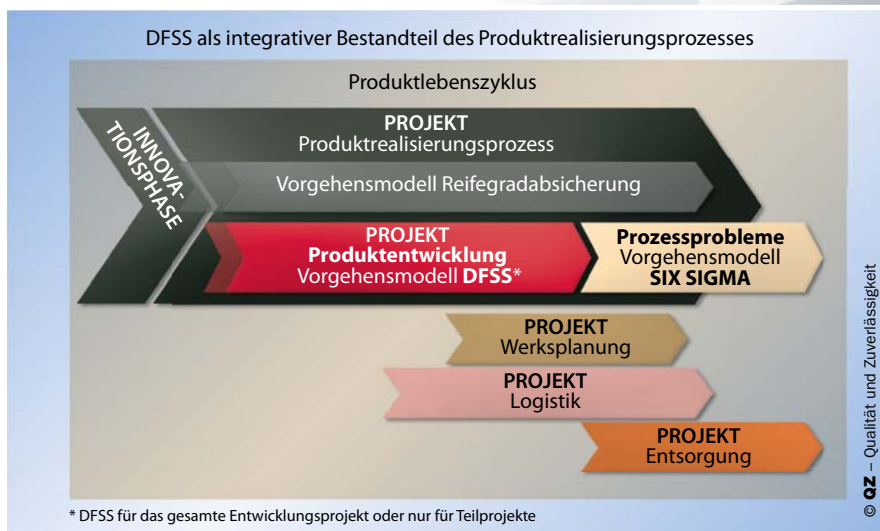 DFSS als integrativer Bestandteil des Produktrealisierungsprozesses
Produktlebenszyklus
INNOVA-
TIONSPHASE
PROJEKT
Produktrealisierungsprozess
Vorgehensmodell Reifegradabsicherung
PROJEKT
Produktentwicklung
Vorgehensmodell DFSS*
Prozessprobleme
Vorgehensmodell
SIX SIGMA
PROJEKT
Werksplanung
PROJEKT
Logistik
PROJEKT
Entsorgung
* DFSS für das gesamte Entwicklungsprojekt oder nur für Teilprojekte
© QZ – Qualität und Zuverlässigkeit